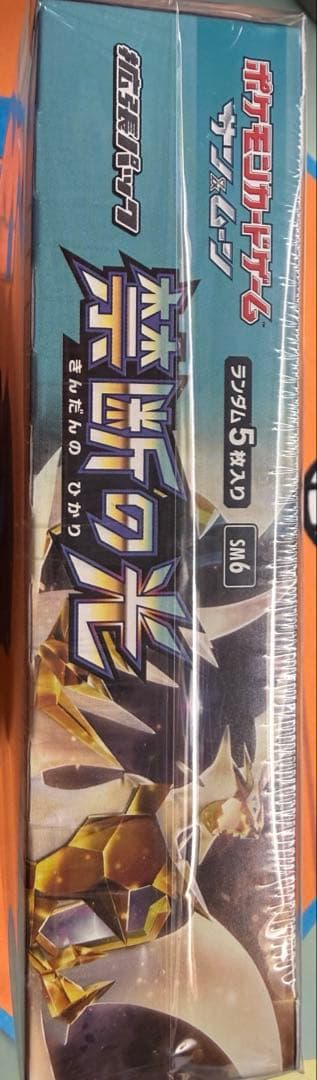 ポケモンカードゲーム™
サン&ムーン
拡張パック
禁断の光
きんだんの ひかり
ランダム5枚入り
SM6